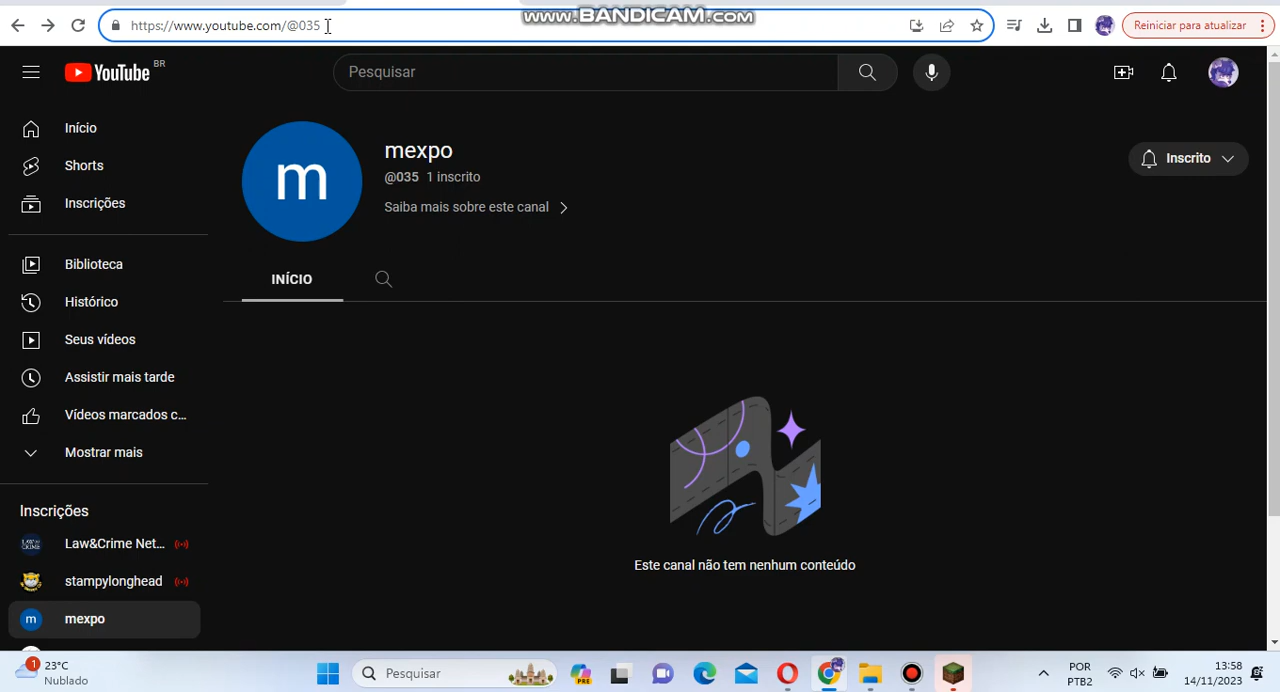 www.BANDICAM.com
https://www.youtube.com/@035
Reiniciar para atualizar
YouTube BR
Pesquisar
Início
Shorts
Inscrições
Biblioteca
Histórico
Seus vídeos
Assistir mais tarde
Vídeos marcados c...
Mostrar mais
Inscrições
Law&Crime Net...
stampylonghead
m mexpo
m
mexpo
@035 1 inscrito
Saiba mais sobre este canal
Inscrito
INÍCIO
Este canal não tem nenhum conteúdo
1
23°C
Nublado
Pesquisar
PRE
POR
PTB2
13:58
14/11/2023